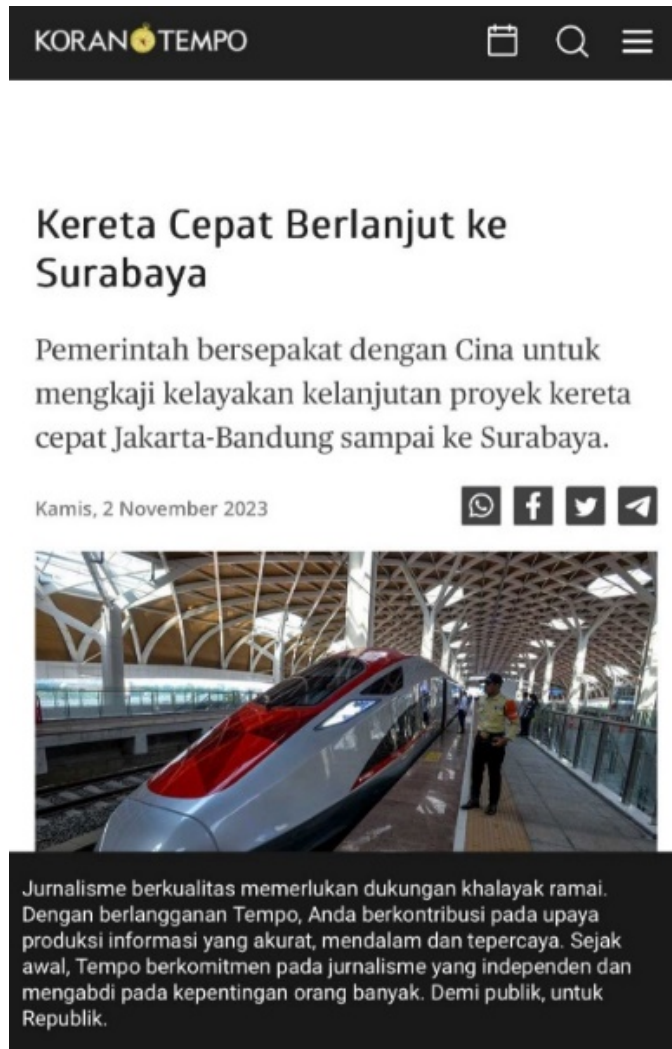 KORAN TEMPO
Kereta Cepat Berlanjut ke
Surabaya
Pemerintah bersepakat dengan Cina untuk
mengkaji kelayakan kelanjutan proyek kereta
cepat Jakarta-Bandung sampai ke Surabaya.
Kamis, 2 November 2023
Jurnalisme berkualitas memerlukan dukungan khalayak ramai.
Dengan berlangganan Tempo, Anda berkontribusi pada upaya
produksi informasi yang akurat, mendalam dan tepercaya. Sejak
awal, Tempo berkomitmen pada jurnalisme yang independen dan
mengabdi pada kepentingan orang banyak. Demi publik, untuk
Republik.